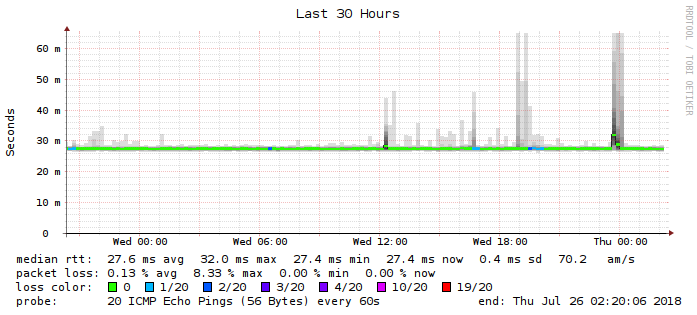 Last 30 Hours
RRDTOOL / TOBI OETIKER
Seconds
60 m
50 m
40 m
30 m
20 m
10 m
0
Wed 00:00 Wed 06:00 Wed 12:00 Wed 18:00 Thu 00:00
median rtt: 27.6 ms avg 32.0 ms max 27.4 ms min 27.4 ms now 0.4 ms sd 70.2 am/s
packet loss: 0.13 % avg 8.33 % max 0.00 % min 0.00 % now
loss color: 0 1/20 2/20 3/20 4/20 10/20 19/20
probe: 20 ICMP Echo Pings (56 Bytes) every 60s end: Thu Jul 26 02:20:06 2018